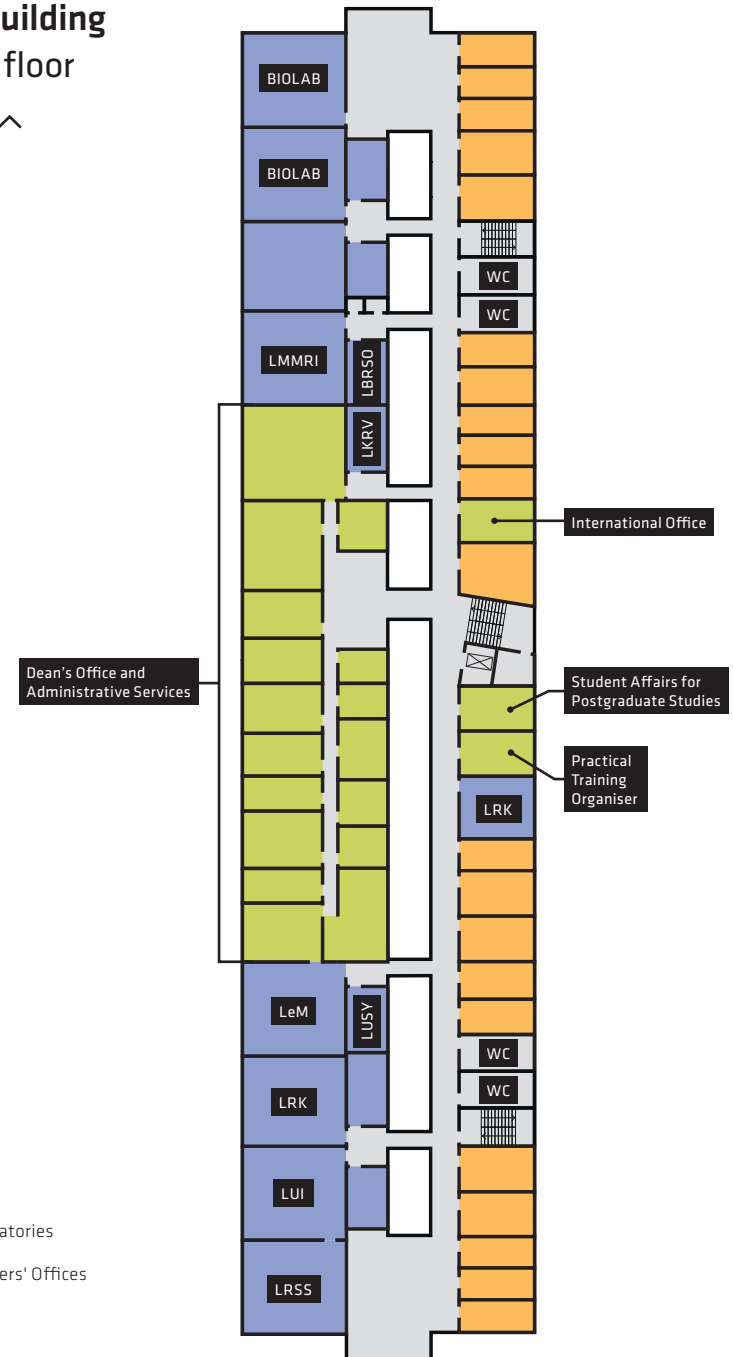 uilding
floor
BIOLAB
BIOLAB
WC
WC
LMMRI
LBRSO
LKRV
International Office
Dean's Office and
Administrative Services
Student Affairs for
Postgraduate Studies
Practical
Training
Organiser
LRK
LeM
LUSY
WC
LRK
WC
LUI
atories
ers' Offices
LRSS